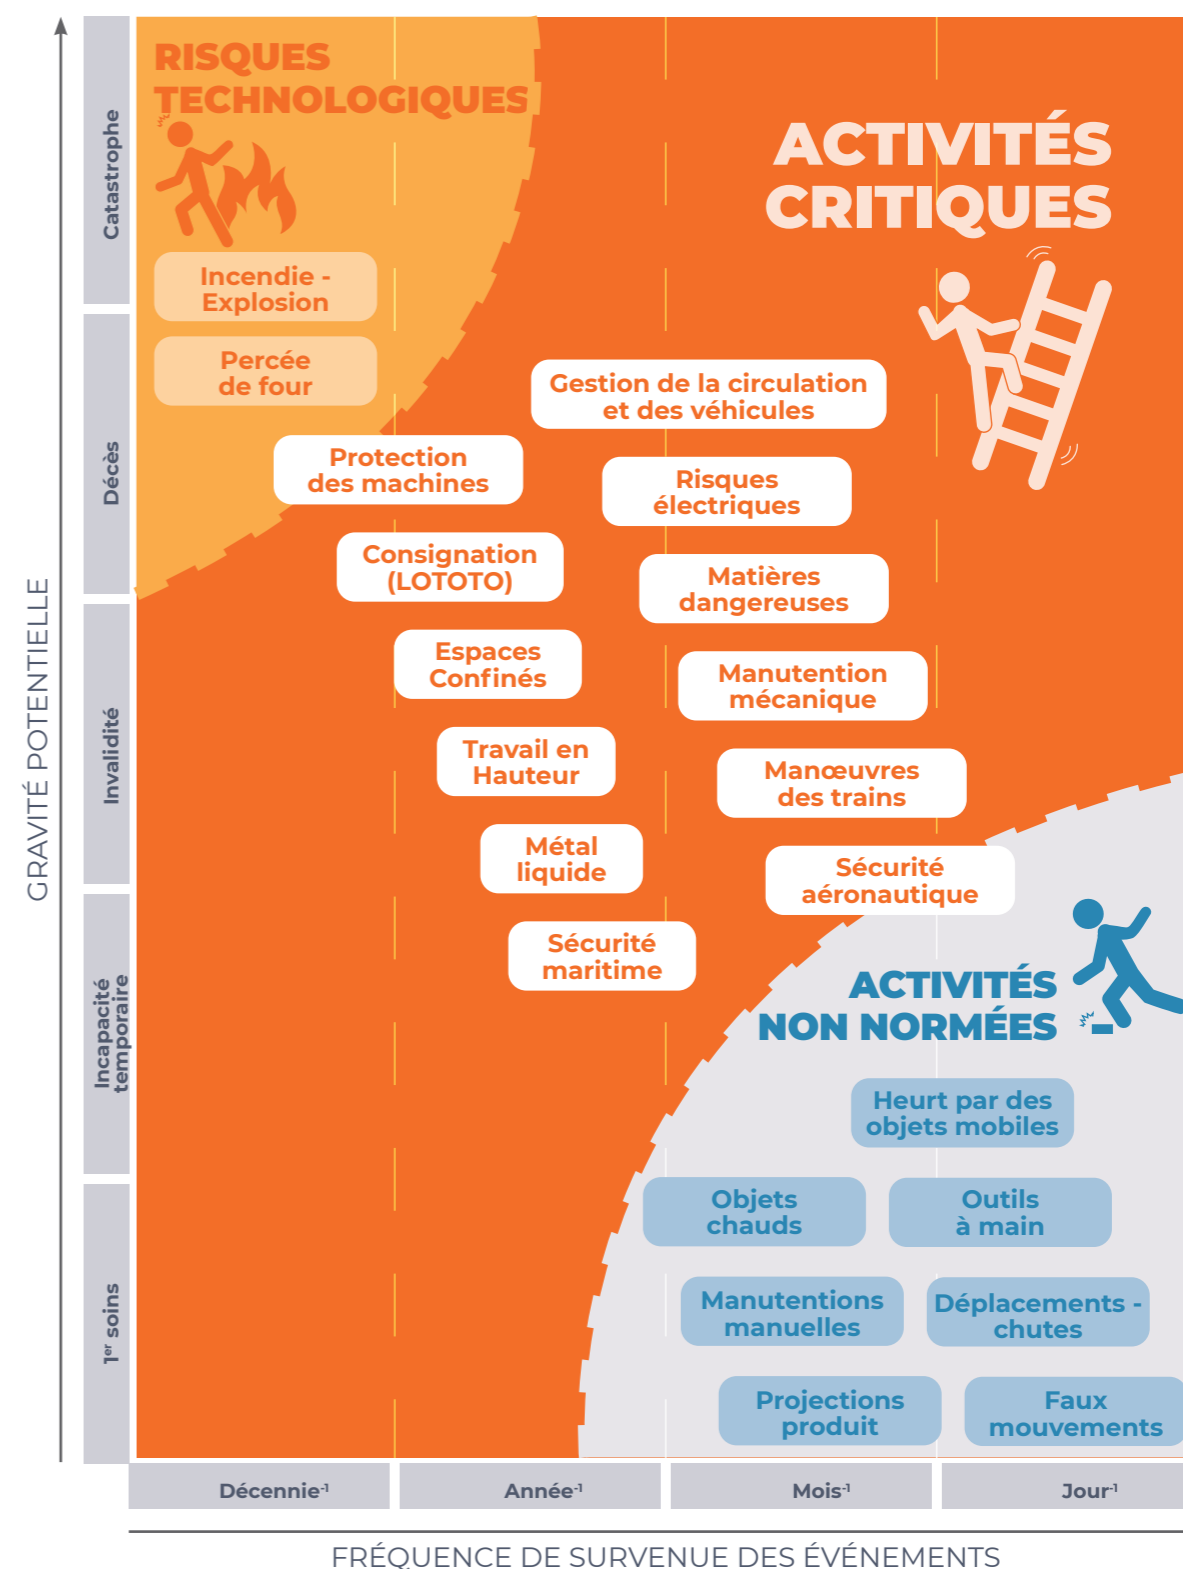 RISQUES
TECHNOLOGIQUES
Incendie -
Explosion
Percée
de four
ACTIVITÉS
CRITIQUES
Gestion de la circulation
et des véhicules
Protection
des machines
Risques
électriques
Consignation
(LOTOTO)
Matières
dangereuses
Espaces
Confinés
Manutention
mécanique
Travail en
Hauteur
Manœuvres
des trains
Métal
liquide
Sécurité
aéronautique
Sécurité
maritime
ACTIVITÉS
NON NORMÉES
Heurt par des
objets mobiles
Objets
chauds
Outils
à main
Manutentions
manuelles
Déplacements -
chutes
Projections
produit
Faux
mouvements
GRAVITÉ POTENTIELLE
Catastrophe
Décès
Invalidité
Incapacité
temporaire
1er soins
Décennie-1
Année-1
Mois-1
Jour-1
FRÉQUENCE DE SURVENUE DES ÉVÉNEMENTS